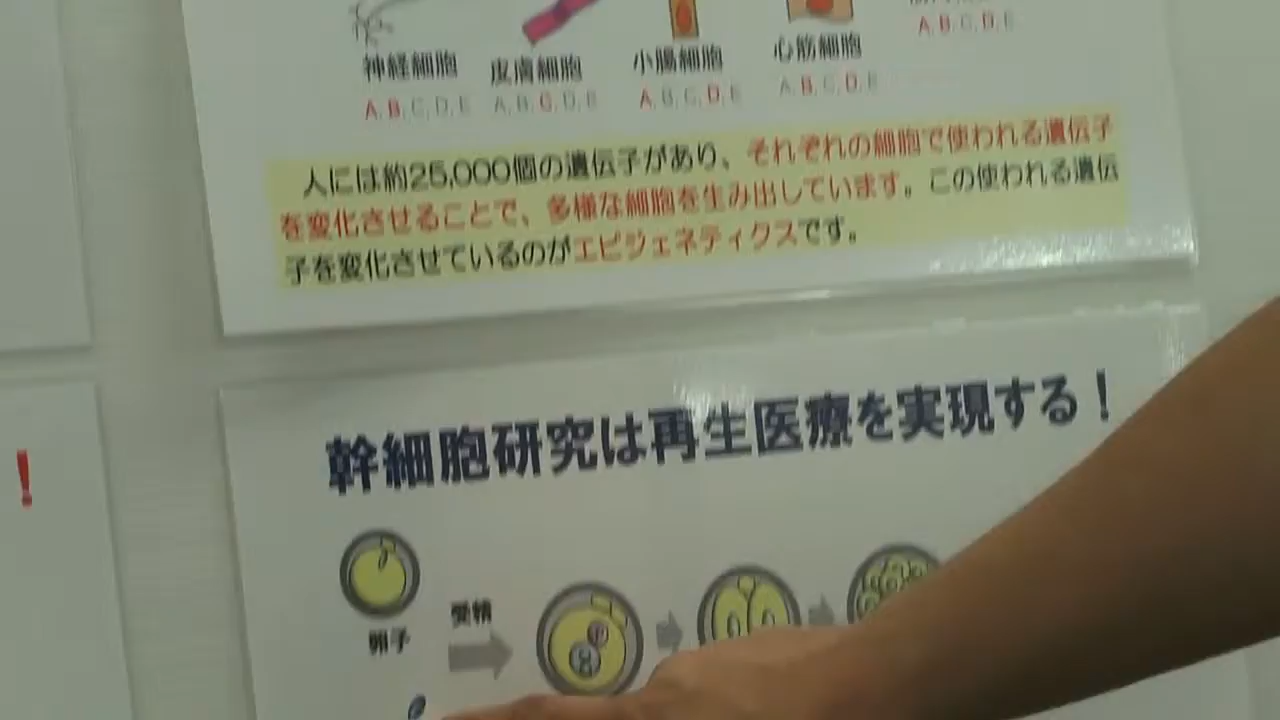 神経細胞 皮膚細胞 小腸細胞 心筋細胞
A,B,C,D,E A,B,C,D,E A,B,C,D,E A,B,C,D,E A,B,C,D,E
人には約25,000個の遺伝子があり、それぞれの細胞で使われる遺伝子
を変化させることで、多様な細胞を生み出しています。この使われる遺伝
子を変化させているのがエピジェネティクスです。
!
幹細胞研究は再生医療を実現する!
受精
卵子